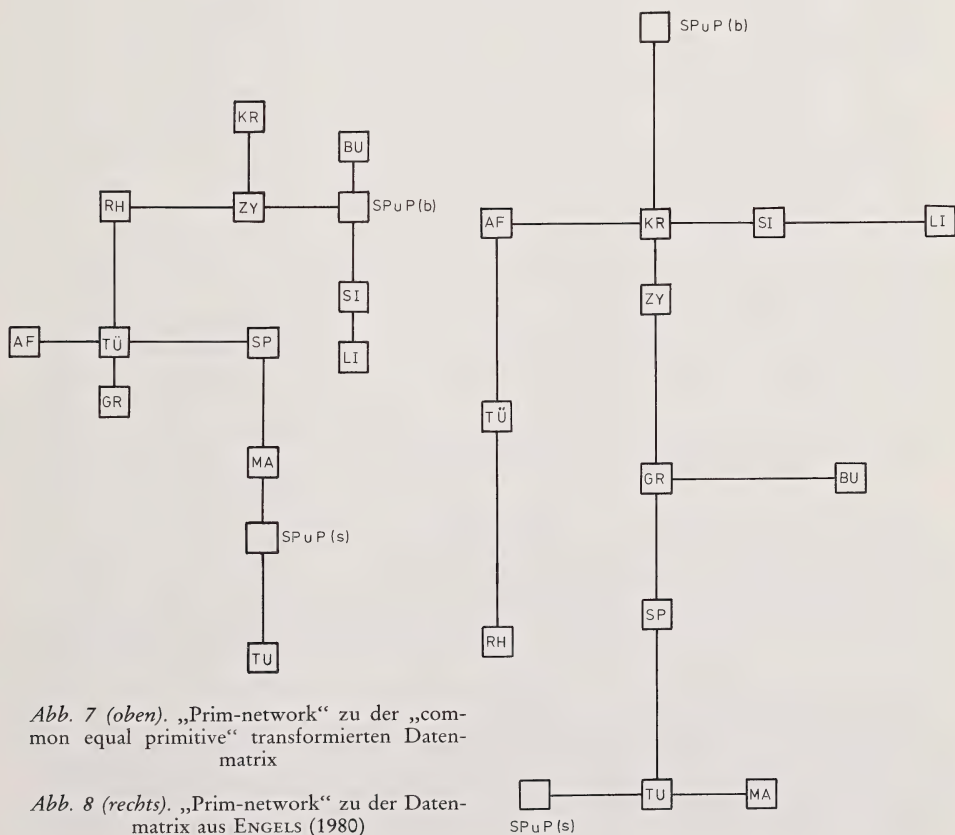 KR
BU
RH
ZY
SPuP(b)
SI
AF
TÜ
SP
LI
GR
MA
SPuP(s)
TU
Abb. 7 (oben). „Prim-network“ zu der „com-
mon equal primitive“ transformierten Daten-
matrix
Abb. 8 (rechts). „Prim-network“ zu der Daten-
matrix aus ENGELS (1980)
SPuP(b)
AF
KR
SI
LI
ZY
TÜ
GR
BU
SP
RH
TU
MA
SPuP(s)